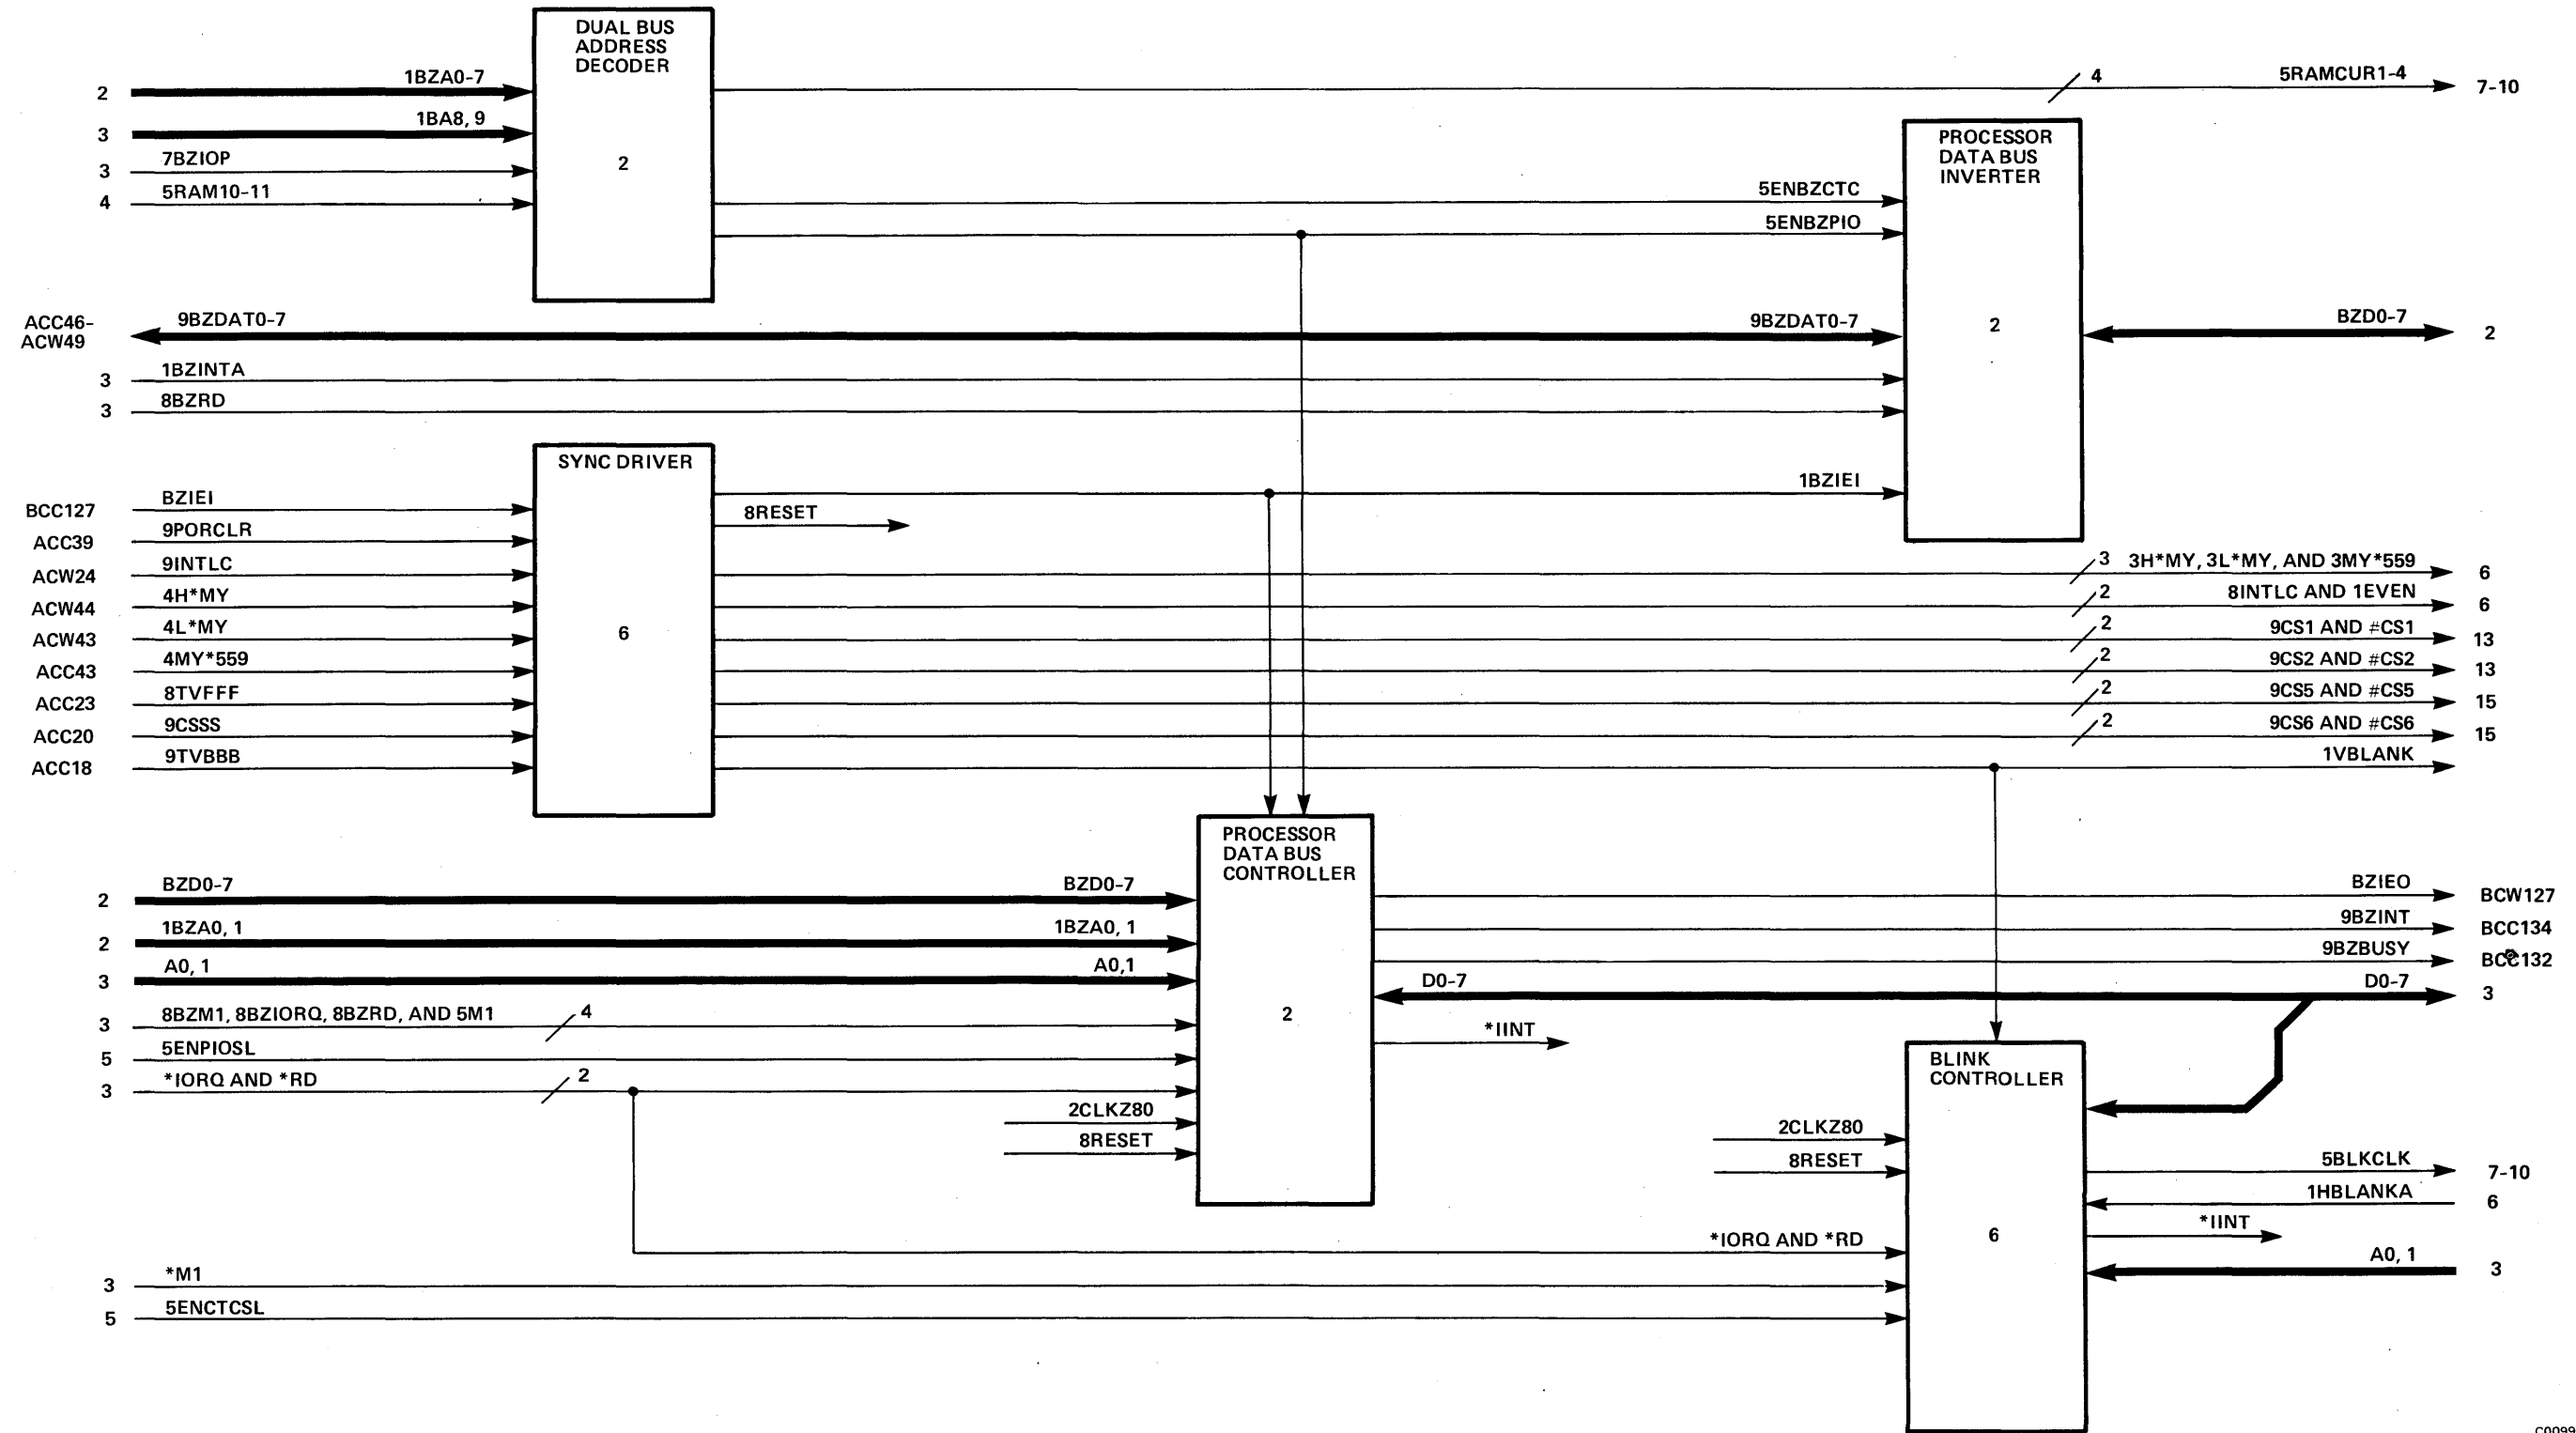 DUAL BUS
ADDRESS
DECODER
2
2
1BZA0-7
3
1BA8, 9
3
7BZIOP
4
5RAM10-11
4
5RAMCUR1-4
7-10
PROCESSOR
DATA BUS
INVERTER
2
5ENBZCTC
5ENBZPIO
ACC46-
ACW49
9BZDAT0-7
9BZDAT0-7
BZD0-7
2
3
1BZINTA
3
8BZRD
SYNC DRIVER
6
BCC127
BZIEI
1BZIEI
8RESET
ACC39
9PORCLR
ACW24
9INTLC
3
3H*MY, 3L*MY, AND 3MY*559
6
ACW44
4H*MY
2
8INTLC AND 1EVEN
6
ACW43
4L*MY
2
9CS1 AND #CS1
13
ACC43
4MY*559
2
9CS2 AND #CS2
13
ACC23
8TVFFF
2
9CS5 AND #CS5
15
ACC20
9CSSS
2
9CS6 AND #CS6
15
ACC18
9TVBBB
1VBLANK
PROCESSOR
DATA BUS
CONTROLLER
2
2
BZD0-7
BZD0-7
BZIEO
BCW127
2
1BZA0, 1
1BZA0, 1
9BZINT
BCC134
3
A0, 1
A0,1
9BZBUSY
BCC132
D0-7
D0-7
3
3
8BZM1, 8BZIORQ, 8BZRD, AND 5M1
4
*IINT
5
5ENPIOSL
3
*IORQ AND *RD
2
2CLKZ80
8RESET
BLINK
CONTROLLER
6
2CLKZ80
8RESET
5BLKCLK
7-10
1HBLANKA
6
*IINT
*IORQ AND *RD
A0, 1
3
3
*M1
5
5ENCTCSL
C0099